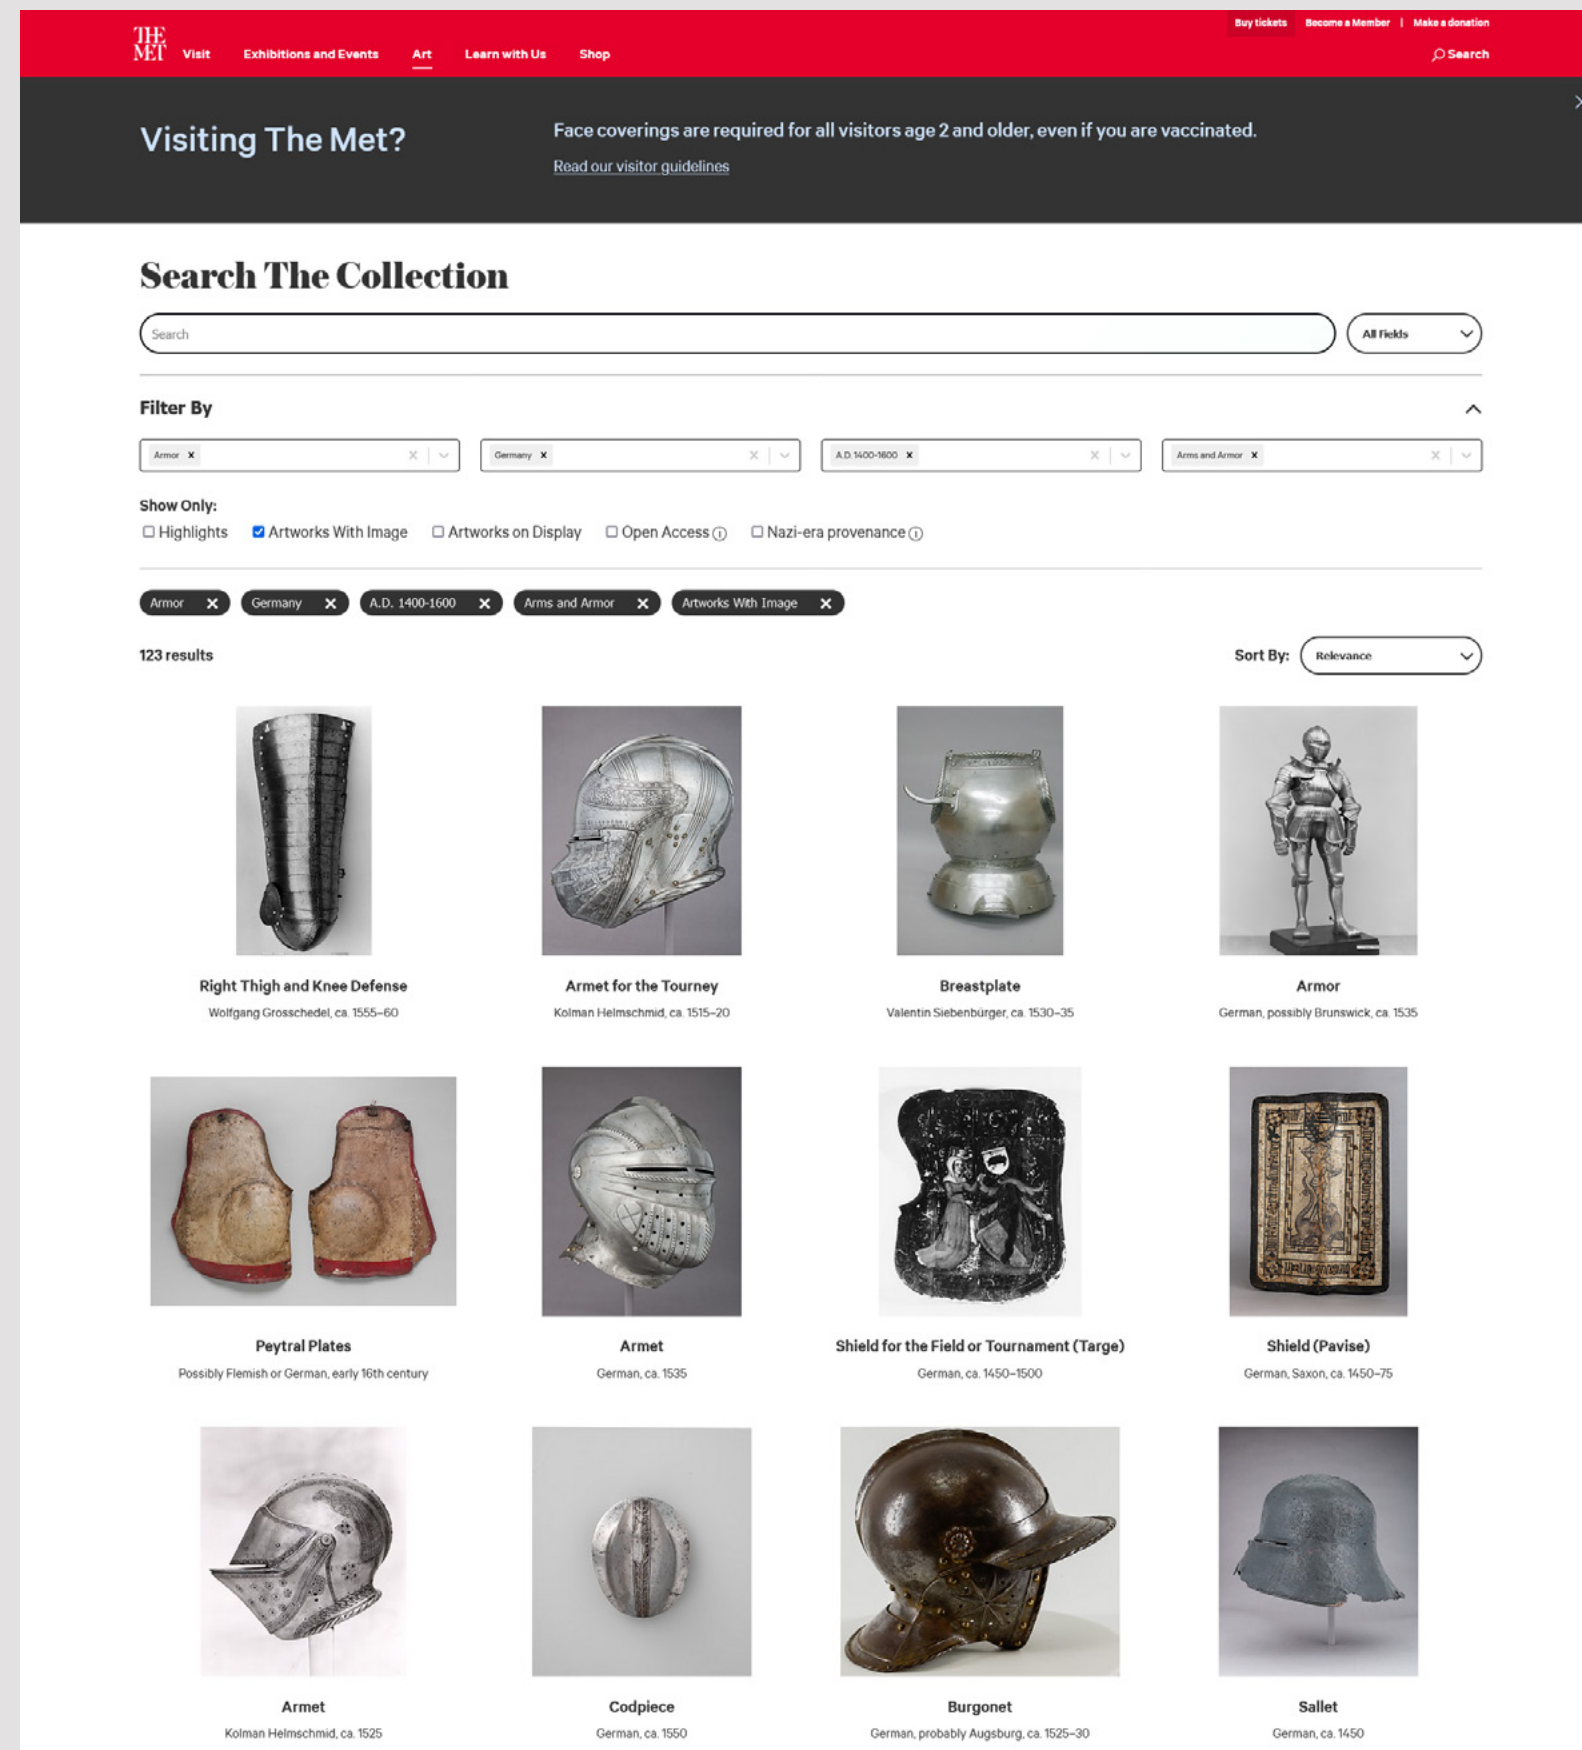 Buy tickets Become a Member | Make a donation
THE
MET
Visit Exhibitions and Events Art Learn with Us Shop Search
Visiting The Met?
Face coverings are required for all visitors age 2 and older, even if you are vaccinated.
Read our visitor guidelines
Search The Collection
Search All Fields
Filter By
Armor x Germany x A.D. 1400-1600 x Arms and Armor x
Show Only:
Highlights Artworks With Image Artworks on Display Open Access Nazi-era provenance
Armor Germany A.D. 1400-1600 Arms and Armor Artworks With Image
123 results Sort By: Relevance
Right Thigh and Knee Defense
Wolfgang Grosschedel, ca. 1555–60
Armet for the Tourney
Kolman Helmschmid, ca. 1515–20
Breastplate
Valentin Siebenbürger, ca. 1530–35
Armor
German, possibly Brunswick, ca. 1535
Peytral Plates
Possibly Flemish or German, early 16th century
Armet
German, ca. 1535
Shield for the Field or Tournament (Targe)
German, ca. 1450–1500
Shield (Pavise)
German, Saxon, ca. 1450–75
Armet
Kolman Helmschmid, ca. 1525
Codpiece
German, ca. 1550
Burgonet
German, probably Augsburg, ca. 1525–30
Sallet
German, ca. 1450